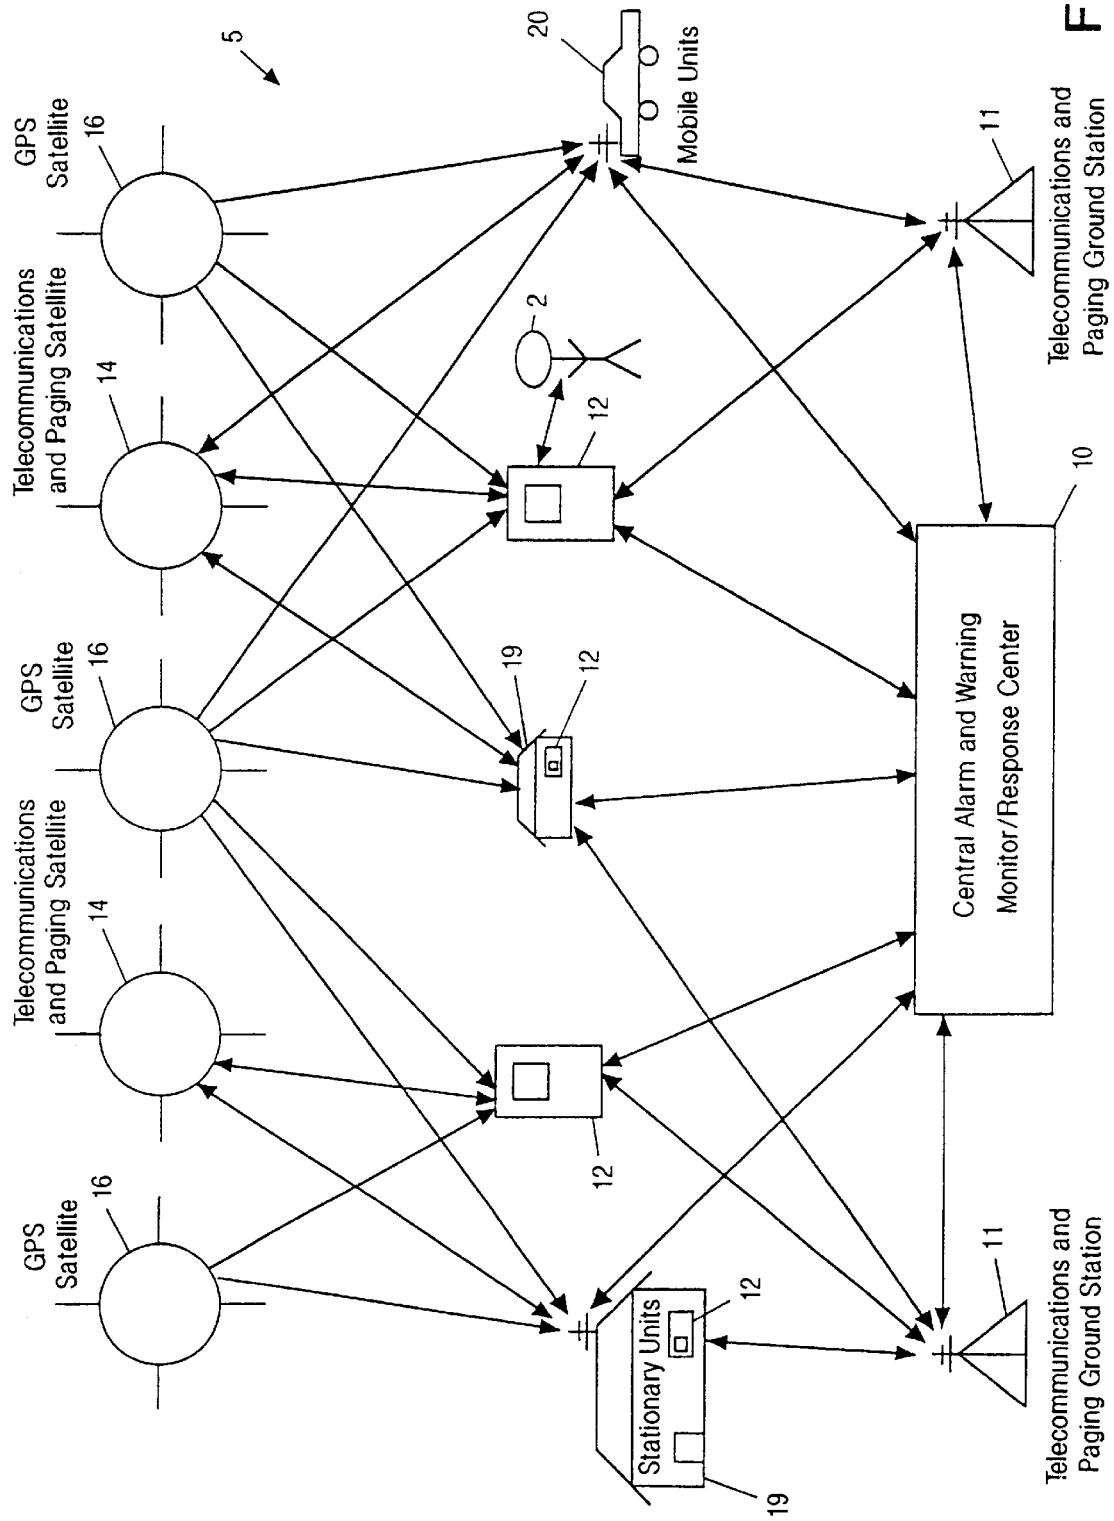 GPS
Satellite
16
Telecommunications
and Paging Satellite
14
GPS
Satellite
16
Telecommunications
and Paging Satellite
14
GPS
Satellite
16
5
20
Mobile Units
2
12
19
12
12
Stationary Units
12
19
11
Telecommunications and
Paging Ground Station
Central Alarm and Warning
Monitor/Response Center
10
11
Telecommunications and
Paging Ground Station
F